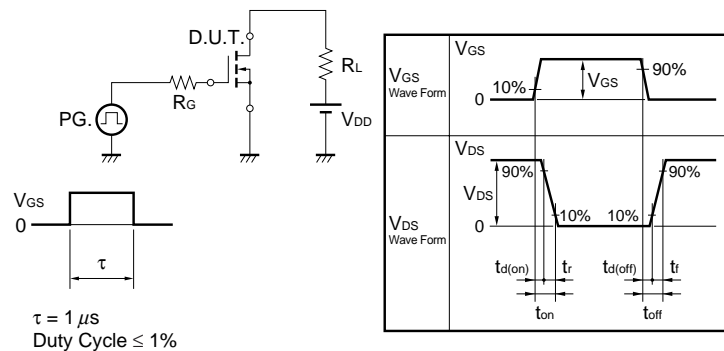 D.U.T.
RG
PG.
RL
VDD
VGS
0
τ
τ = 1 μs
Duty Cycle ≤ 1%
VGS
Wave Form
VGS
10%
0
VGS
90%
VDS
Wave Form
VDS
90%
VDS
0
10%
10%
90%
td(on)
tr
td(off)
tf
ton
toff